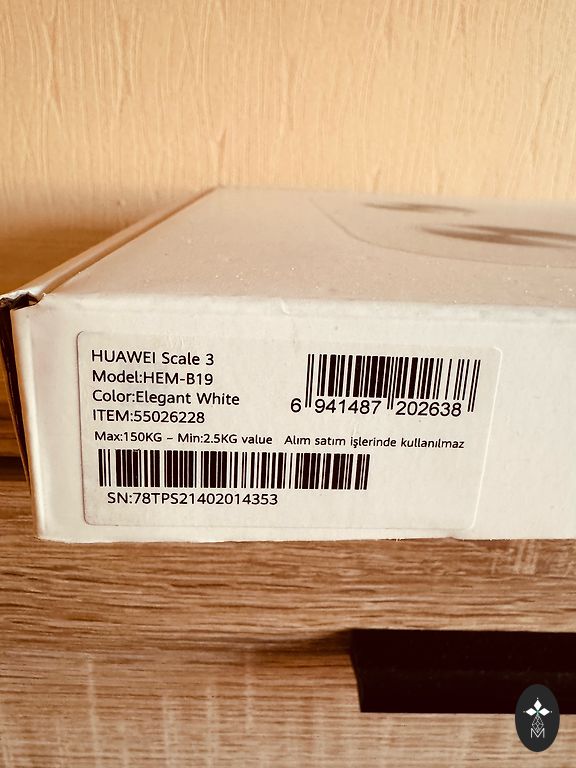 HUAWEI Scale 3
Model:HEM-B19
Color:Elegant White
ITEM:55026228
6 941487 202638
Max:150KG – Min:2.5KG value Alım satım işlerinde kullanılmaz
SN:78TPS21402014353
M